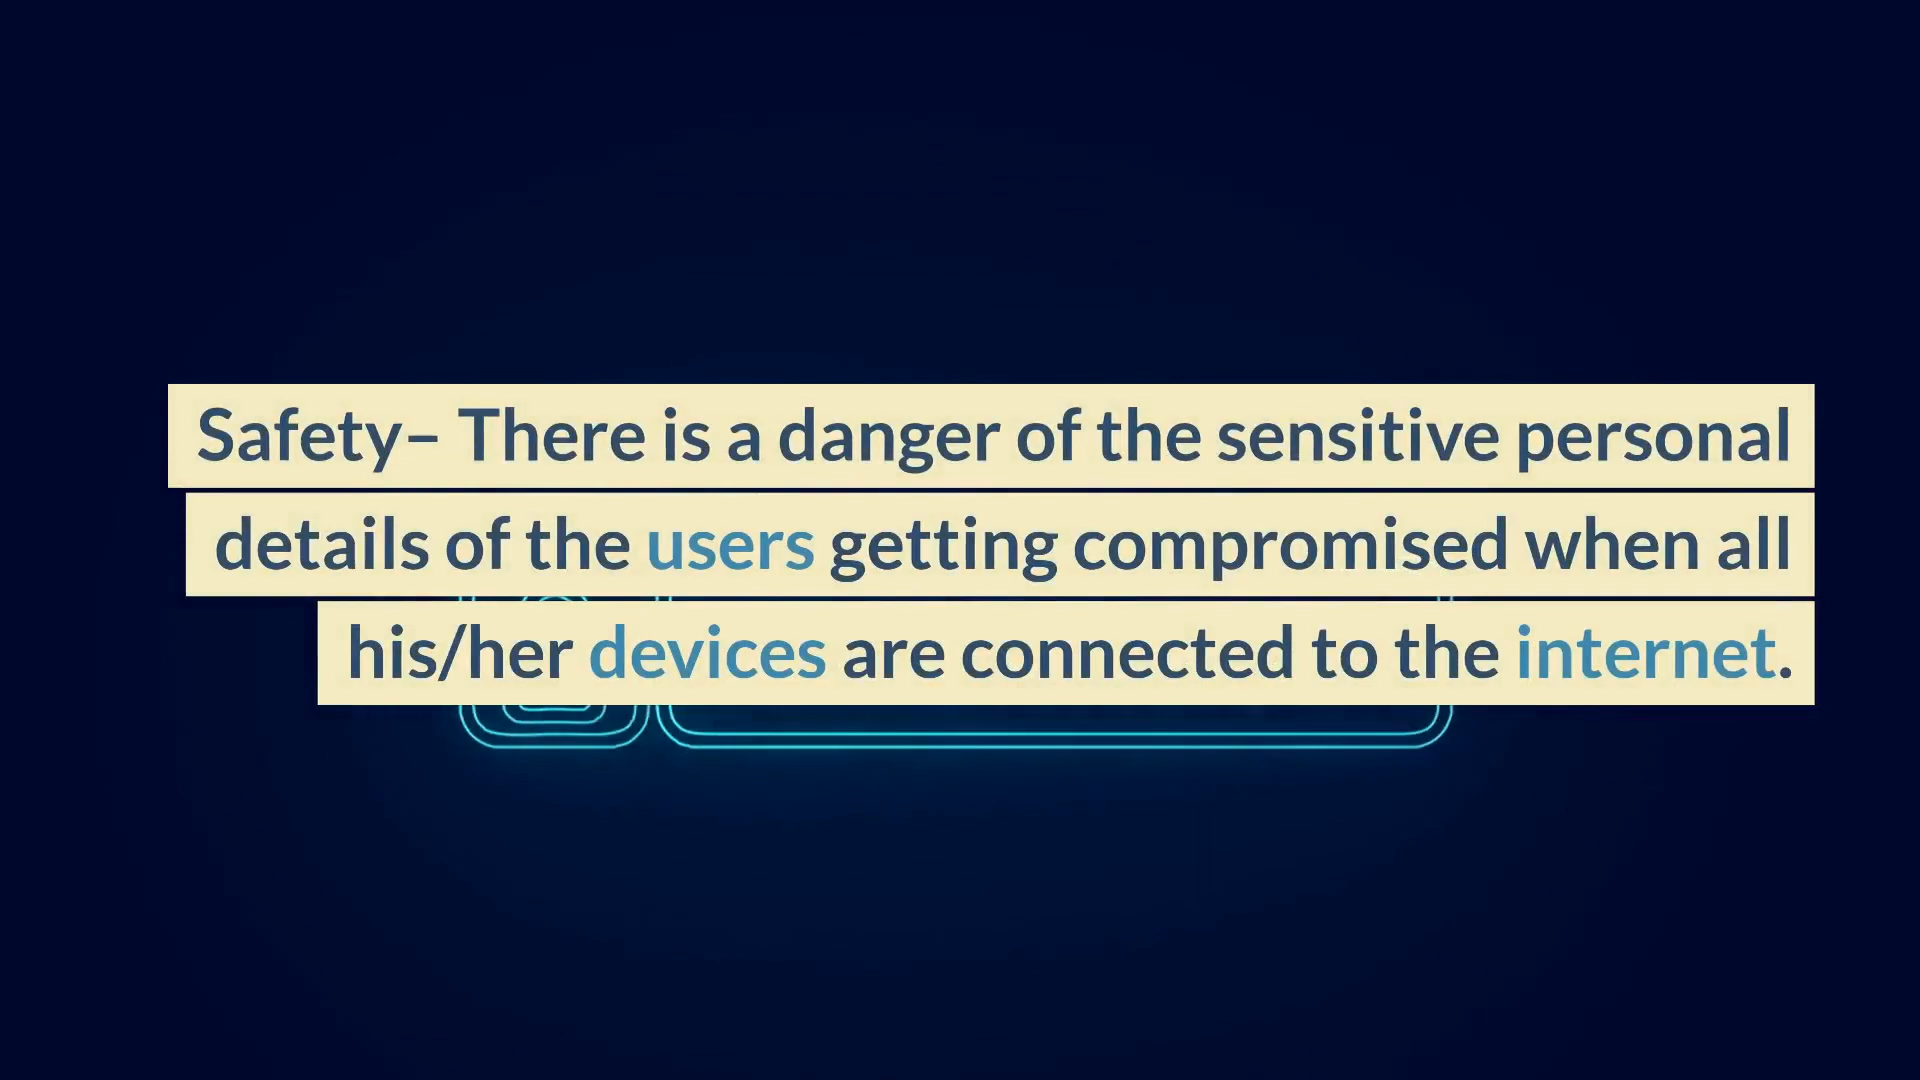 Safety– There is a danger of the sensitive personal
details of the users getting compromised when all
his/her devices are connected to the internet.